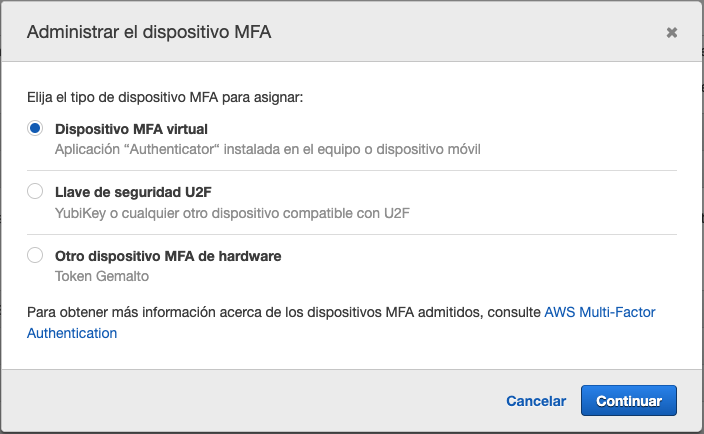 Administrar el dispositivo MFA
Elija el tipo de dispositivo MFA para asignar:
Dispositivo MFA virtual
Aplicación "Authenticator" instalada en el equipo o dispositivo móvil
Llave de seguridad U2F
YubiKey o cualquier otro dispositivo compatible con U2F
Otro dispositivo MFA de hardware
Token Gemalto
Para obtener más información acerca de los dispositivos MFA admitidos, consulte AWS Multi-Factor
Authentication
Cancelar Continuar